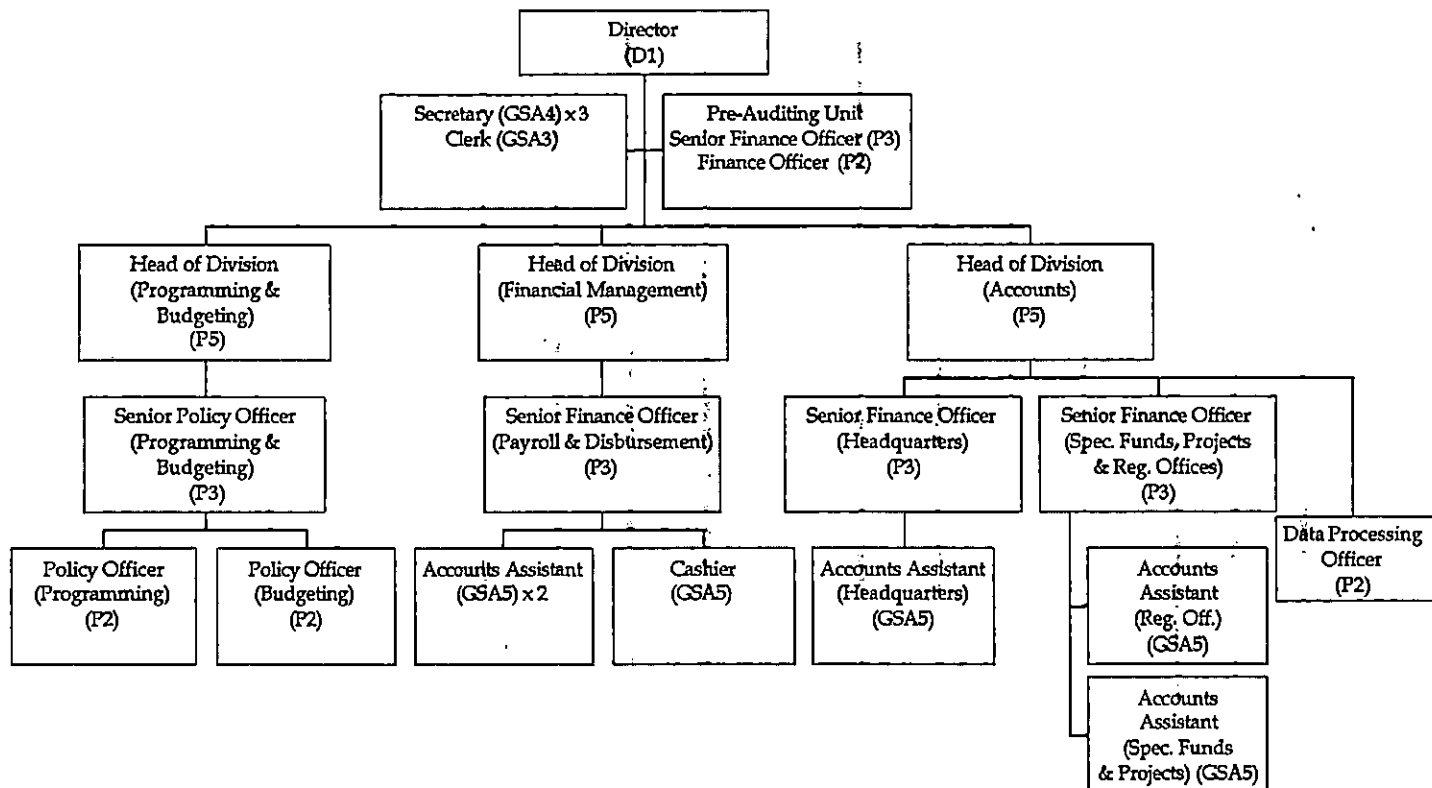 Director
(D1)
Secretary (GSA4) x 3
Clerk (GSA3)
Pre-Auditing Unit
Senior Finance Officer (P3)
Finance Officer (P2)
Head of Division
(Programming &
Budgeting)
(P5)
Head of Division
(Financial Management)
(P5)
Head of Division
(Accounts)
(P5)
Senior Policy Officer
(Programming &
Budgeting)
(P3)
Senior Finance Officer
(Payroll & Disbursement)
(P3)
Senior Finance Officer
(Headquarters)
(P3)
Senior Finance Officer
(Spec. Funds, Projects
& Reg. Offices)
(P3)
Data Processing
Officer
(P2)
Policy Officer
(Programming)
(P2)
Policy Officer
(Budgeting)
(P2)
Accounts Assistant
(GSA5) x 2
Cashier
(GSA5)
Accounts Assistant
(Headquarters)
(GSA5)
Accounts
Assistant
(Reg. Off.)
(GSA5)
Accounts
Assistant
(Spec. Funds
& Projects) (GSA5)